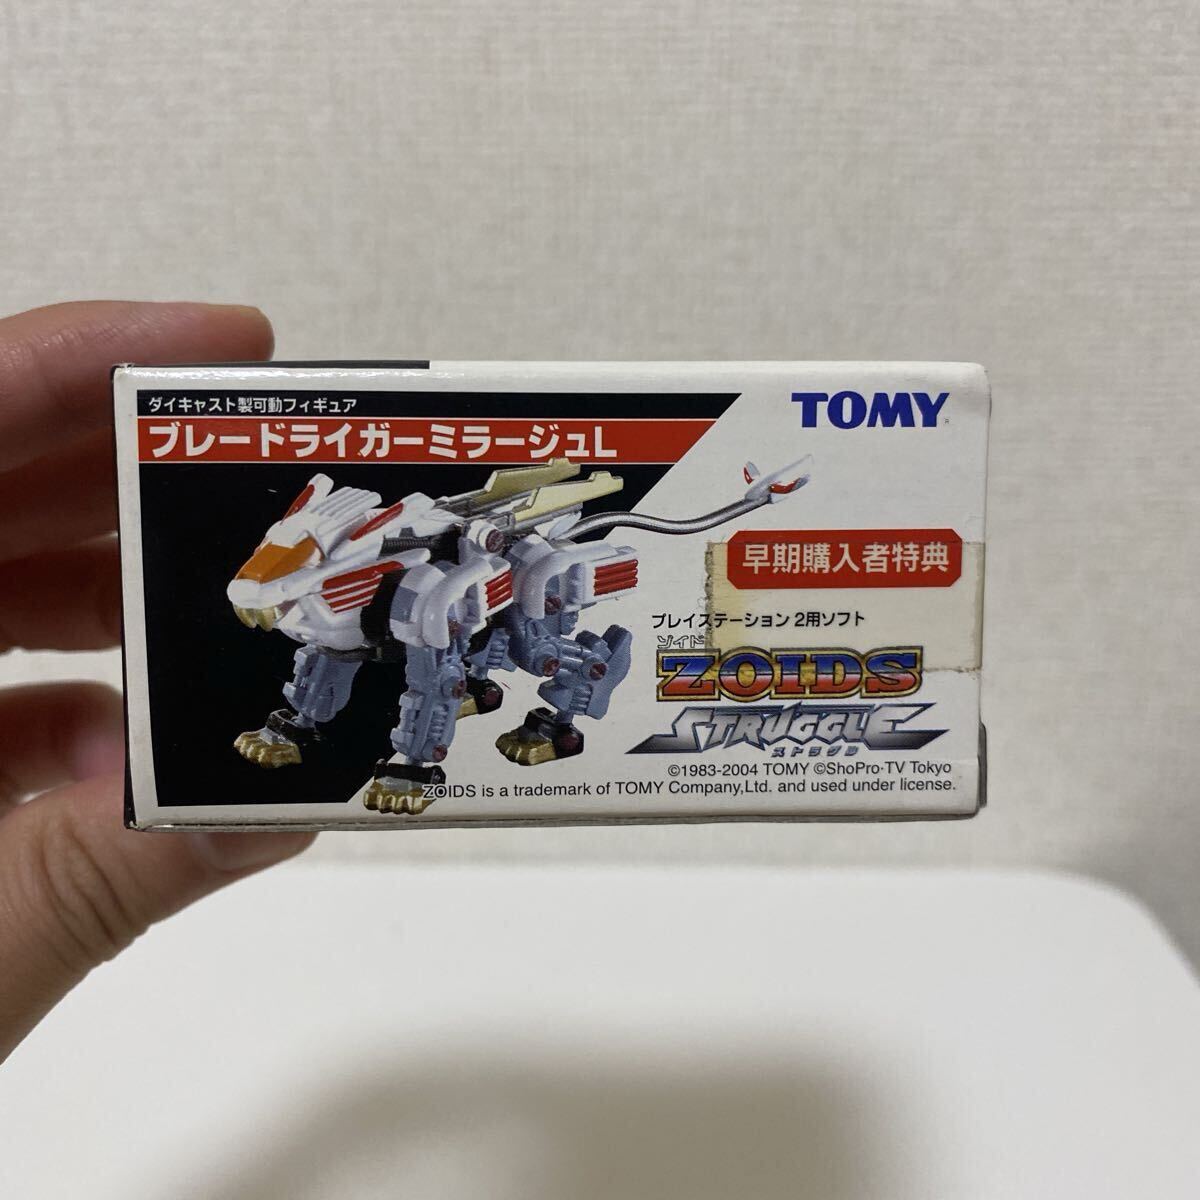 ダイキャスト製可動フィギュア
ブレードライガーミラージュL
TOMY
早期購入者特典
プレイステーション2用ソフト
ゾイド
ZOIDS
STRUGGLE
ストラグル
©1983-2004 TOMY ©ShoPro·TV Tokyo
ZOIDS is a trademark of TOMY Company,Ltd. and used under license.